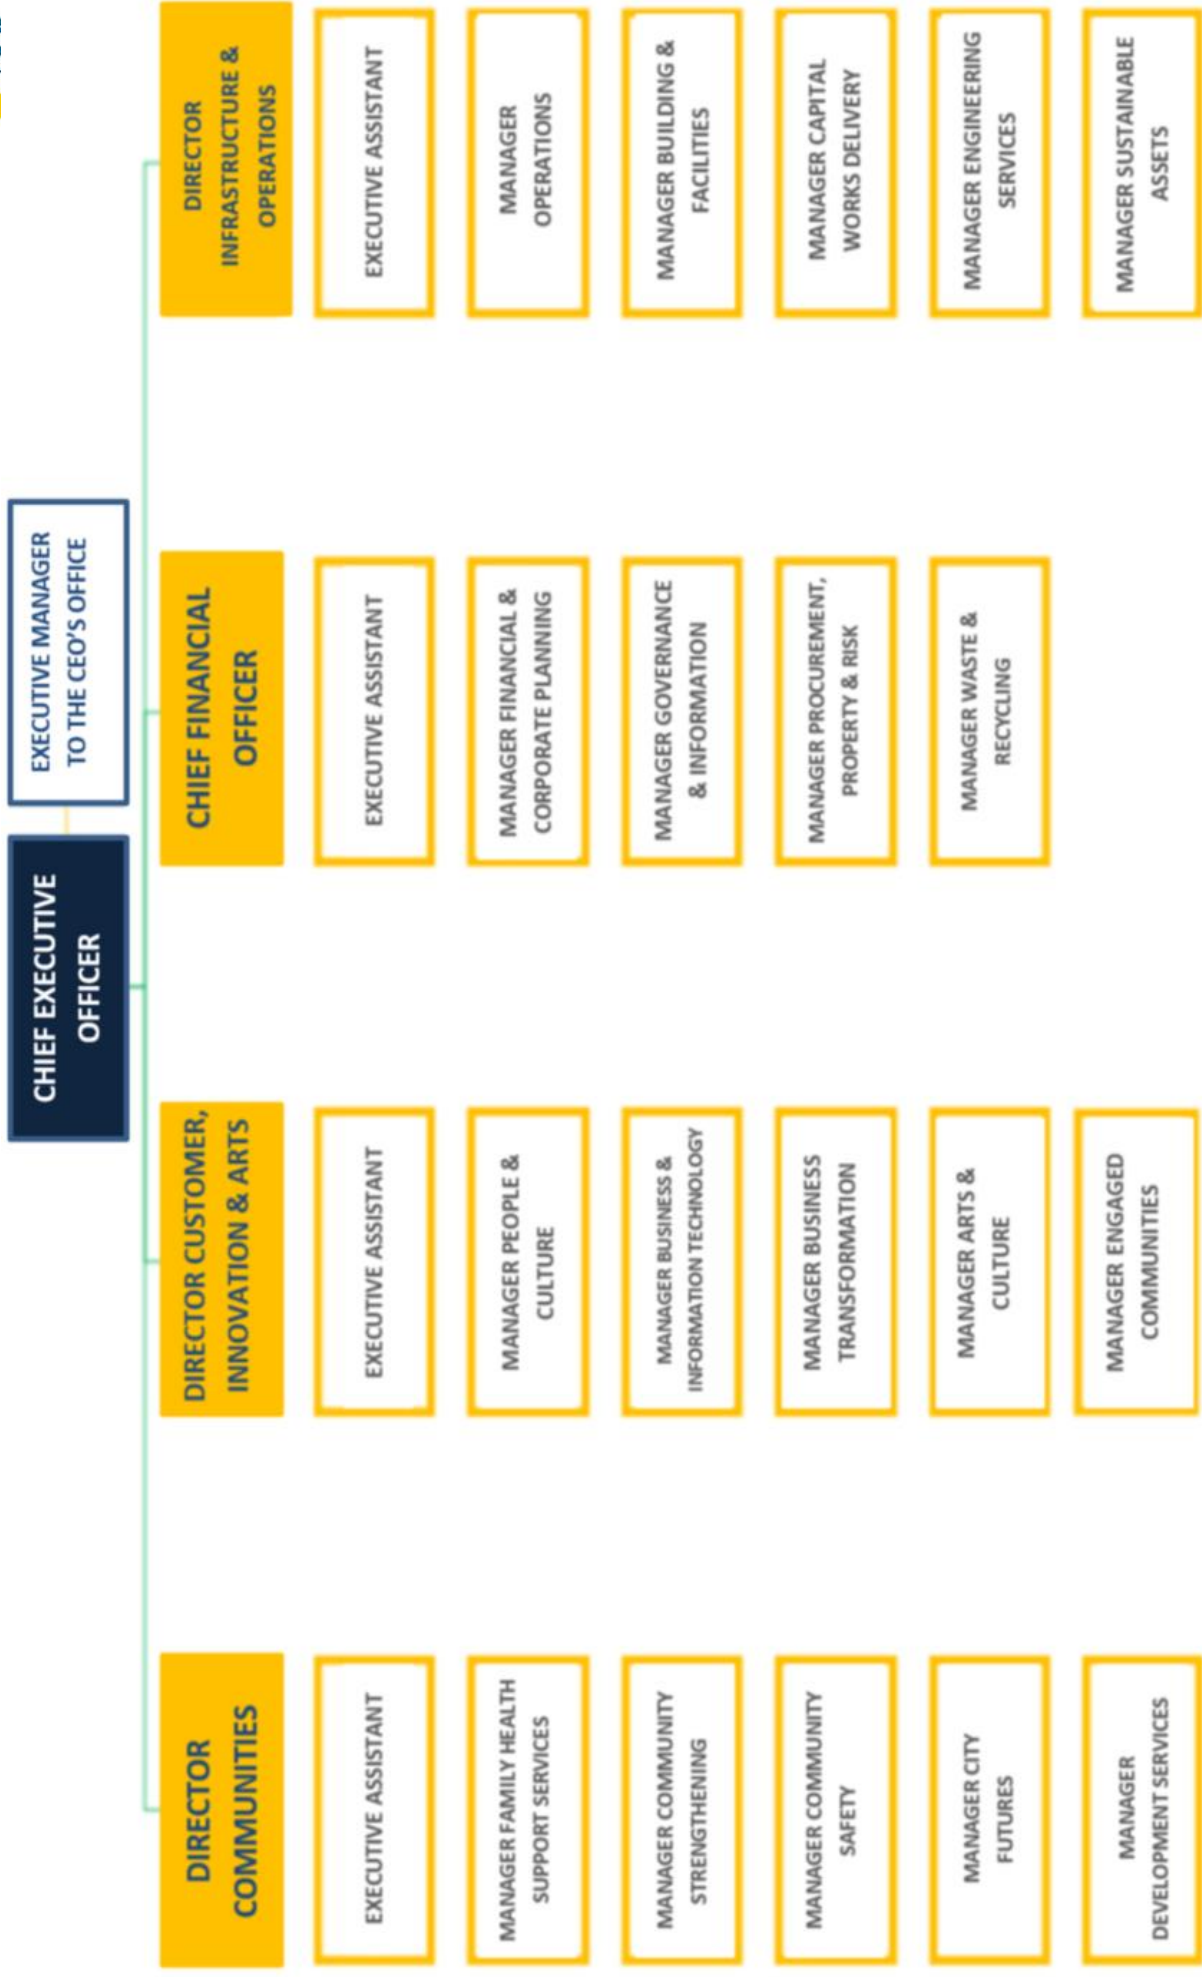 CHIEF EXECUTIVE
OFFICER
EXECUTIVE MANAGER
TO THE CEO'S OFFICE
DIRECTOR
COMMUNITIES
EXECUTIVE ASSISTANT
MANAGER FAMILY HEALTH
SUPPORT SERVICES
MANAGER COMMUNITY
STRENGTHENING
MANAGER COMMUNITY
SAFETY
MANAGER CITY
FUTURES
MANAGER
DEVELOPMENT SERVICES
DIRECTOR CUSTOMER,
INNOVATION & ARTS
EXECUTIVE ASSISTANT
MANAGER PEOPLE &
CULTURE
MANAGER BUSINESS &
INFORMATION TECHNOLOGY
MANAGER BUSINESS
TRANSFORMATION
MANAGER ARTS &
CULTURE
MANAGER ENGAGED
COMMUNITIES
CHIEF FINANCIAL
OFFICER
EXECUTIVE ASSISTANT
MANAGER FINANCIAL &
CORPORATE PLANNING
MANAGER GOVERNANCE
& INFORMATION
MANAGER PROCUREMENT,
PROPERTY & RISK
MANAGER WASTE &
RECYCLING
DIRECTOR
INFRASTRUCTURE &
OPERATIONS
EXECUTIVE ASSISTANT
MANAGER
OPERATIONS
MANAGER BUILDING &
FACILITIES
MANAGER CAPITAL
WORKS DELIVERY
MANAGER ENGINEERING
SERVICES
MANAGER SUSTAINABLE
ASSETS